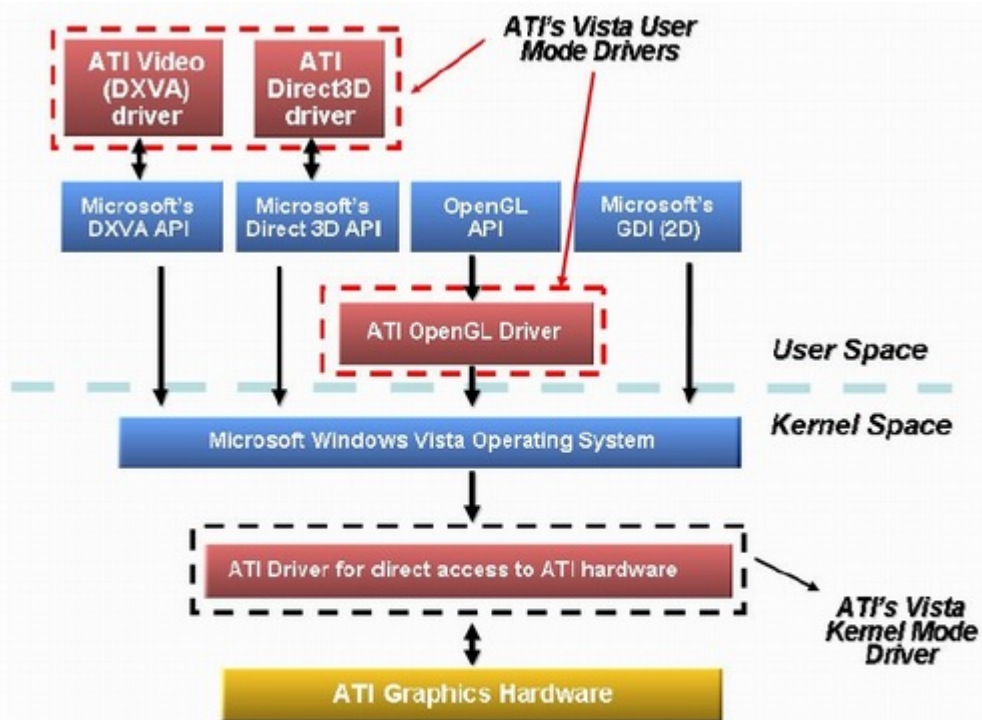 ATI's Vista User
Mode Drivers
ATI Video
(DXVA)
driver
ATI
Direct3D
driver
Microsoft's
DXVA API
Microsoft's
Direct 3D API
OpenGL
API
Microsoft's
GDI (2D)
ATI OpenGL Driver
User Space
Kernel Space
Microsoft Windows Vista Operating System
ATI Driver for direct access to ATI hardware
ATI's Vista
Kernel Mode
Driver
ATI Graphics Hardware